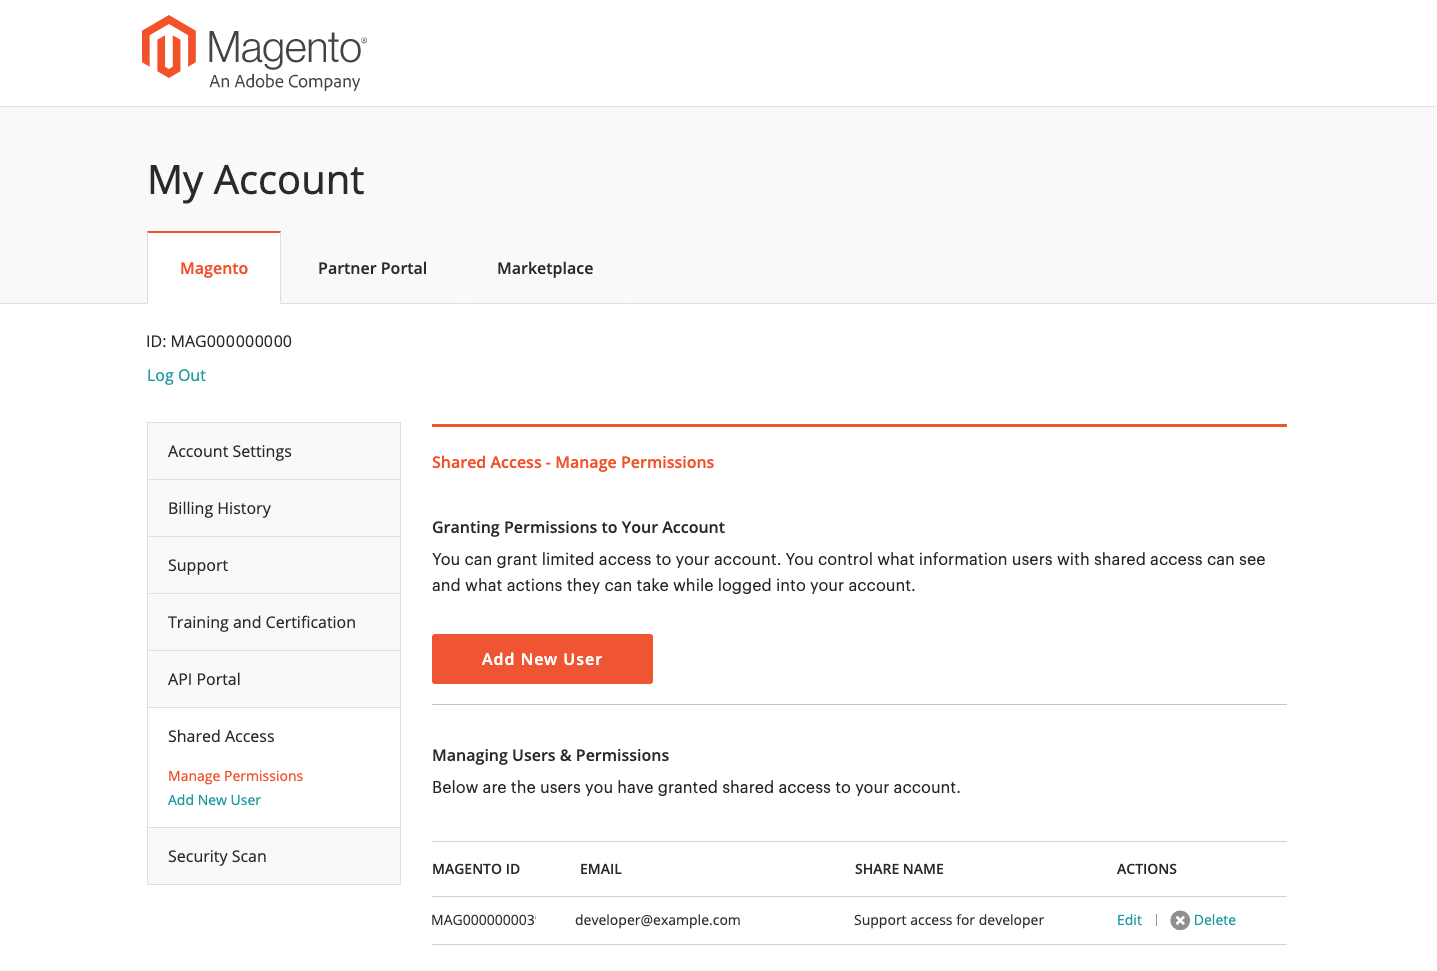 Magento®
An Adobe Company
My Account
Magento
Partner Portal
Marketplace
ID: MAG000000000
Log Out
Account Settings
Billing History
Support
Training and Certification
API Portal
Shared Access
Manage Permissions
Add New User
Security Scan
Shared Access - Manage Permissions
Granting Permissions to Your Account
You can grant limited access to your account. You control what information users with shared access can see
and what actions they can take while logged into your account.
Add New User
Managing Users & Permissions
Below are the users you have granted shared access to your account.
MAGENTO ID EMAIL SHARE NAME ACTIONS
MAG000000003 developer@example.com Support access for developer Edit | Delete